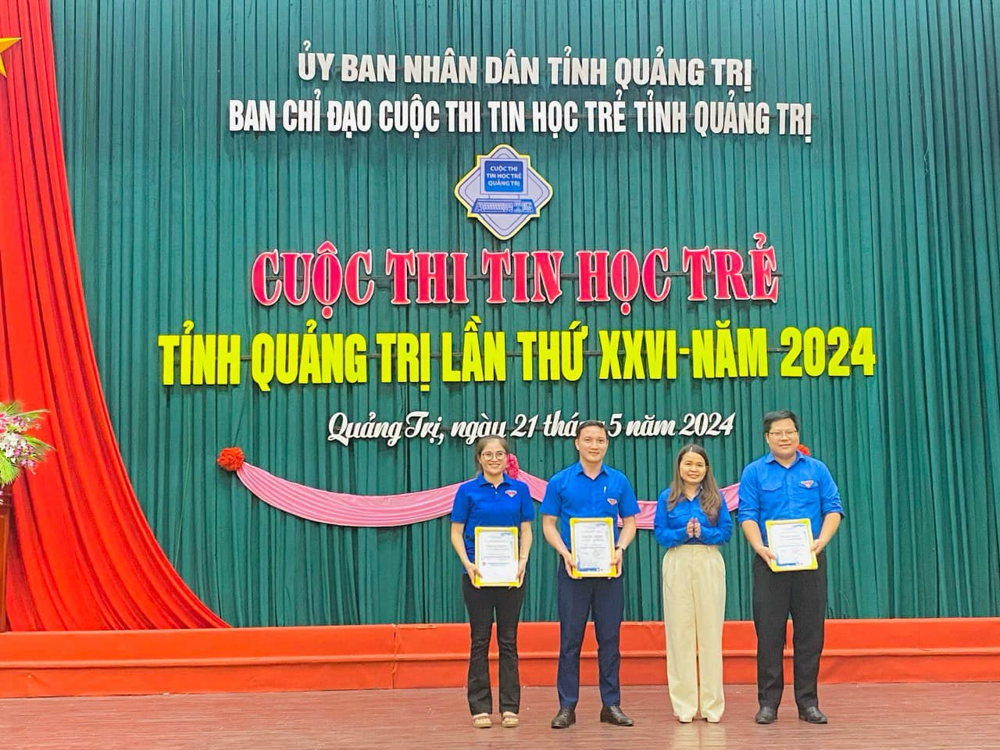 ỦY BAN NHÂN DÂN TỈNH QUẢNG TRỊ
BAN CHỈ ĐẠO CUỘC THI TIN HỌC TRẺ TỈNH QUẢNG TRỊ
CUỘC THI
TIN HỌC TRẺ
QUẢNG TRỊ
CUỘC THI TIN HỌC TRẺ
TỈNH QUẢNG TRỊ LẦN THỨ XXVI-NĂM 2024
Quảng Trị, ngày 21 tháng 5 năm 2024